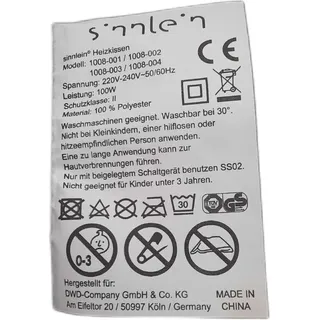 sinnlein
sinnlein® Heizkissen
Modell: 1008-001 / 1008-002
1008-003 / 1008-004
Spannung: 220V-240V~50/60Hz
Leistung: 100W
Schutzklasse: II
Material: 100 % Polyester
CE
Waschmaschinen geeignet. Waschbar bei 30°.
Nicht bei Kleinkindern, einer hilflosen oder
hitzeempfindlichen Person anwenden.
Eine zu lange Anwendung kann zu
Hautverbrennungen führen.
Nur mit beigelegtem Schaltgerät benutzen SS02.
Nicht geeignet für Kinder unter 3 Jahren.
30
0-3
Hergestellt für:
DWD-Company GmbH & Co. KG
Am Eifeltor 20 / 50997 Köln / Germany
MADE IN
CHINA